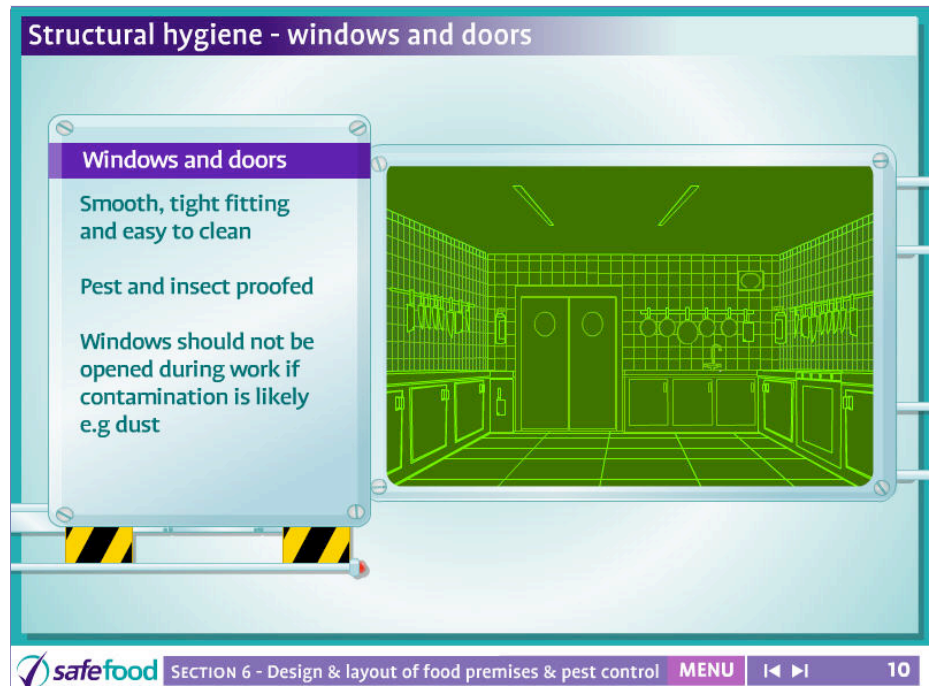 Structural hygiene - windows and doors
Windows and doors
Smooth, tight fitting
and easy to clean
Pest and insect proofed
Windows should not be
opened during work if
contamination is likely
e.g dust
safefood SECTION 6 - Design & layout of food premises & pest control MENU 10